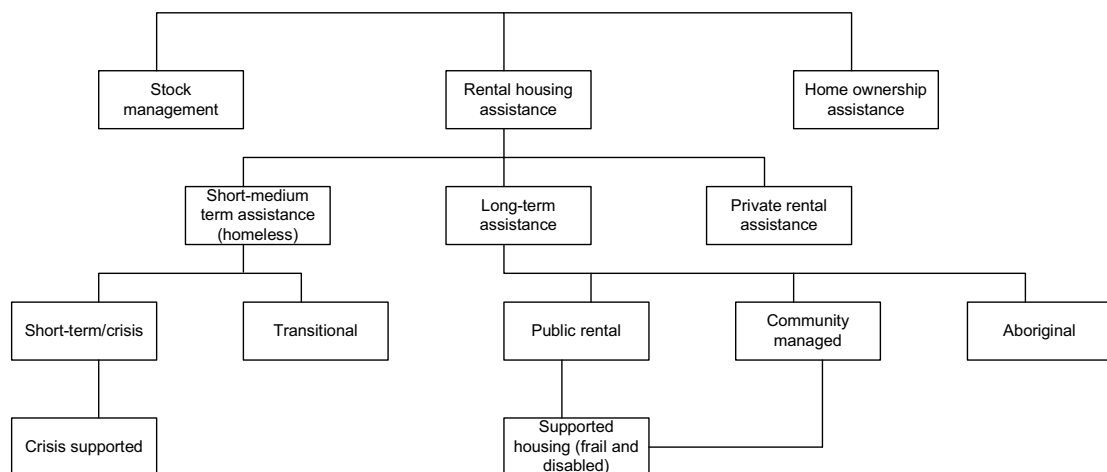 Stock
management
Rental housing
assistance
Home ownership
assistance
Short-medium
term assistance
(homeless)
Long-term
assistance
Private rental
assistance
Short-term/crisis
Transitional
Public rental
Community
managed
Aboriginal
Crisis supported
Supported
housing (frail and
disabled)